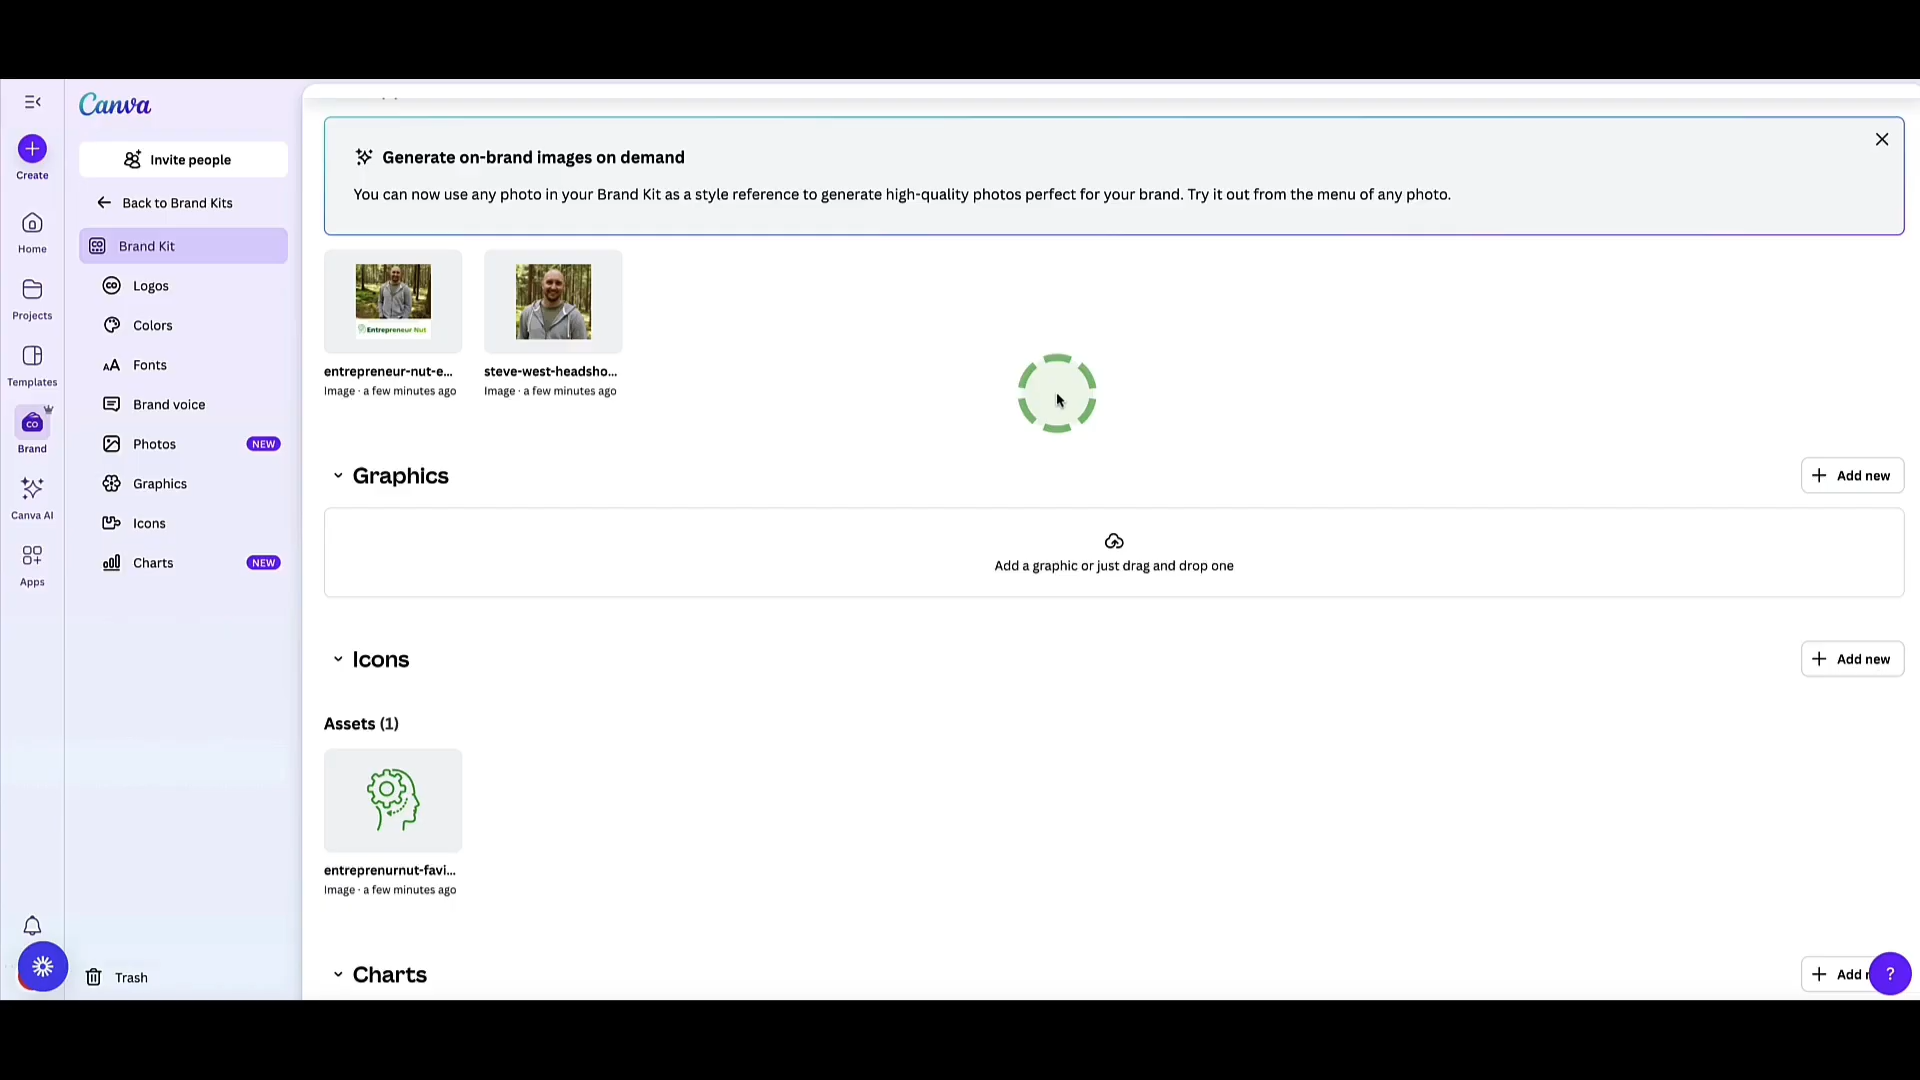 Canva
Create
Home
Projects
Templates
CO
Brand
Canva AI
Apps
Invite people
Back to Brand Kits
Brand Kit
Logos
Colors
Fonts
Brand voice
Photos NEW
Graphics
Icons
Charts NEW
Trash
Generate on-brand images on demand
You can now use any photo in your Brand Kit as a style reference to generate high-quality photos perfect for your brand. Try it out from the menu of any photo.
Entrepreneur Nut
entrepreneur-nut-e...
Image · a few minutes ago
steve-west-headsho...
Image · a few minutes ago
Graphics
Add new
Add a graphic or just drag and drop one
Icons
Add new
Assets (1)
entreprenurnut-favi...
Image · a few minutes ago
Charts
Add
?